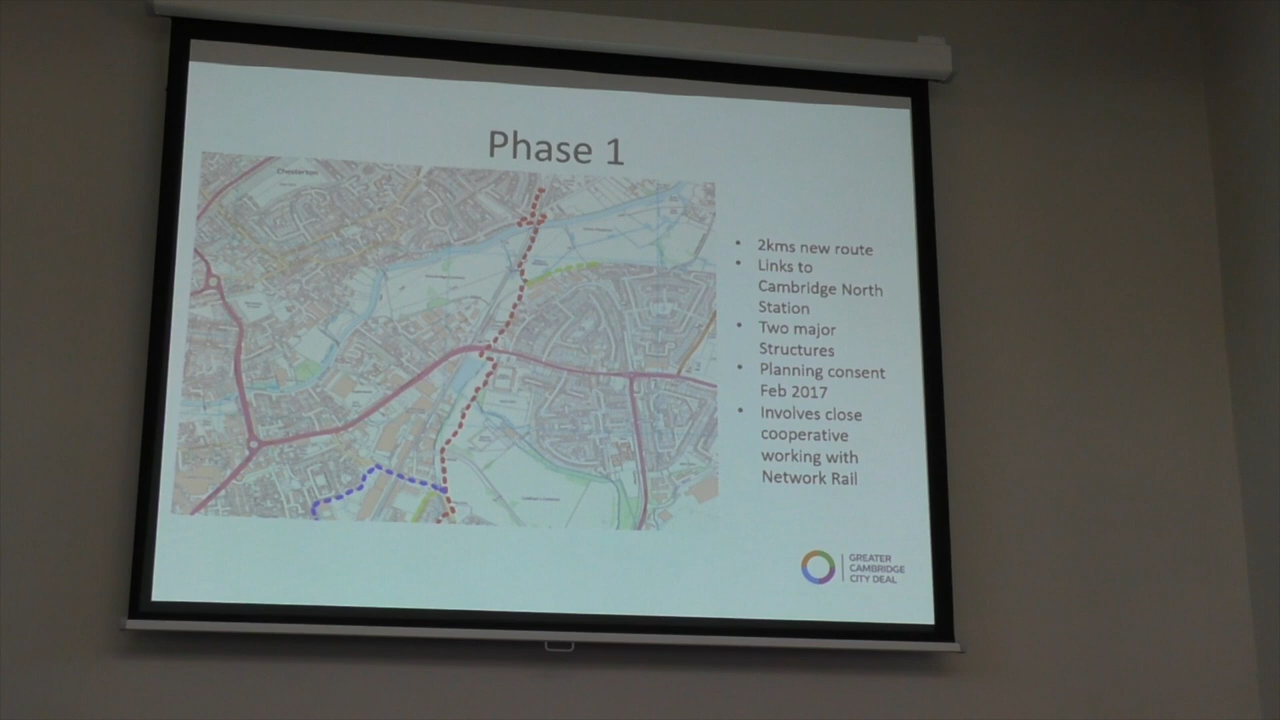 Phase 1
Chesterton
• 2kms new route
• Links to
Cambridge North
Station
• Two major
Structures
• Planning consent
Feb 2017
• Involves close
cooperative
working with
Network Rail
GREATER
CAMBRIDGE
CITY DEAL